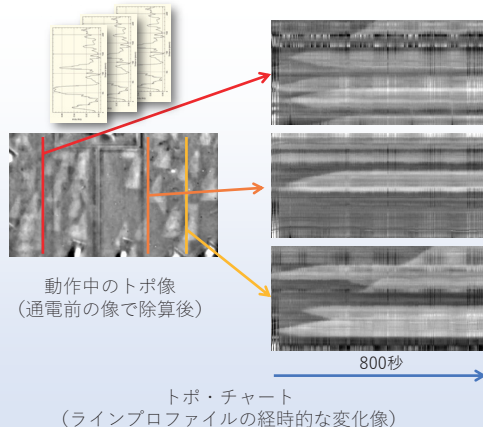 動作中のトポ像
（通電前の像で除算後）
800秒
トポ・チャート
（ラインプロファイルの経時的な変化像）